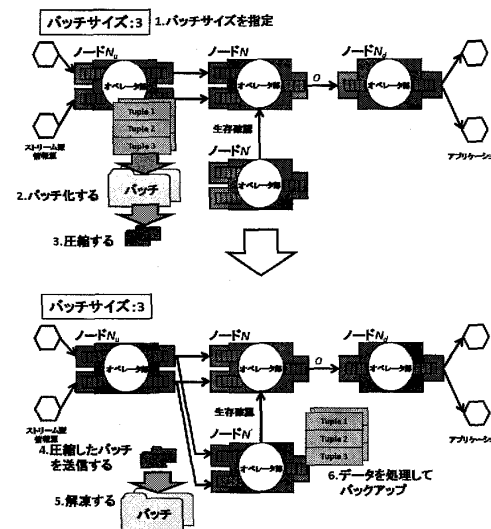 バッチサイズ:3
1.バッチサイズを指定
ノードNu
ノードN
ノードNd
オペレータ部
オペレータ部
オペレータ部
O
Tuple 1
Tuple 2
Tuple 3
生存確認
ストリーム型
情報源
アプリケーション
N
オペレータ部
バッチ
2.バッチ化する
3.圧縮する
バッチサイズ:3
ノードNu
ノードN
ノードNd
オペレータ部
オペレータ部
オペレータ部
O
生存確認
ストリーム型
情報源
アプリケーション
ノードN
オペレータ部
Tuple 1
Tuple 2
Tuple 3
4.圧縮したバッチ
を送信する
5.解凍する
バッチ
6.データを処理して
バックアップ